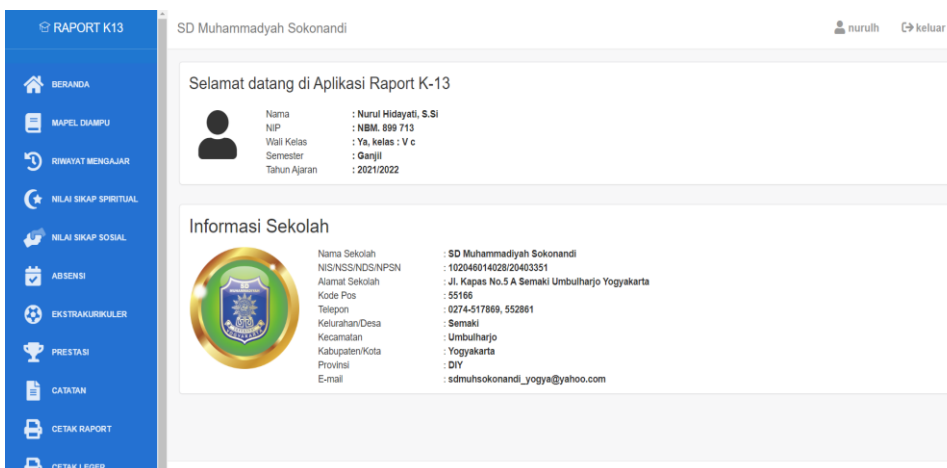 RAPORT K13
SD Muhammadyah Sokonandi
nurulh
keluar
BERANDA
MAPEL DIAMPU
RIWAYAT MENGAJAR
NILAI SIKAP SPIRITUAL
NILAI SIKAP SOSIAL
ABSENSI
EKSTRAKURIKULER
PRESTASI
CATATAN
CETAK RAPORT
CETAK LEGER
Selamat datang di Aplikasi Raport K-13
Nama : Nurul Hidayati, S.Si
NIP : NBM. 899 713
Wali Kelas : Ya, kelas : V c
Semester : Ganjil
Tahun Ajaran : 2021/2022
Informasi Sekolah
SD
Nama Sekolah : SD Muhammadiyah Sokonandi
NIS/NSS/NDS/NPSN : 102046014028/20403351
Alamat Sekolah : Jl. Kapas No.5 A Semaki Umbulharjo Yogyakarta
Kode Pos : 55166
Telepon : 0274-517869, 552861
Kelurahan/Desa : Semaki
Kecamatan : Umbulharjo
Kabupaten/Kota : Yogyakarta
Provinsi : DIY
E-mail : sdmuhsokonandi_yogya@yahoo.com